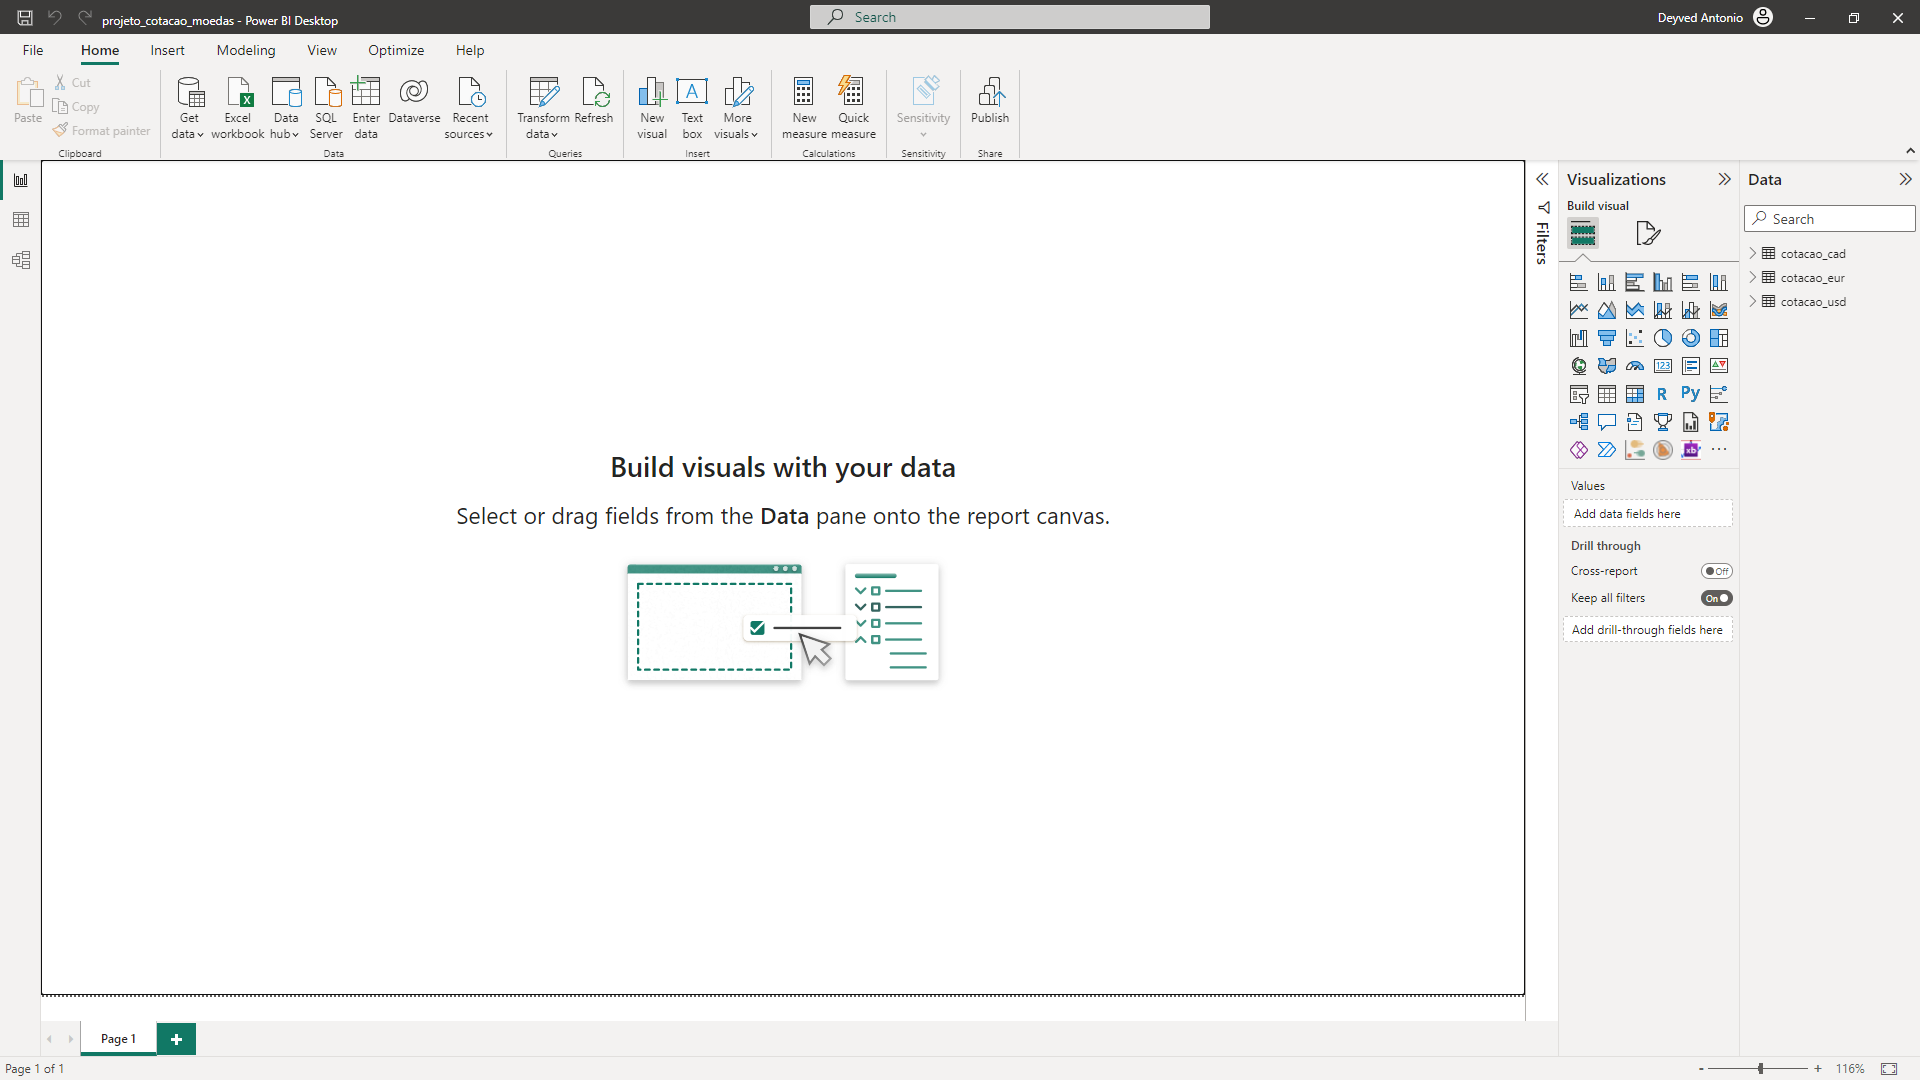 projeto_cotacao_moedas - Power BI Desktop
Search
Deyved Antonio
File
Home
Insert
Modeling
View
Optimize
Help
Paste
Cut
Copy
Format painter
Clipboard
Get
data
Excel
workbook
Data
hub
SQL
Server
Enter
data
Dataverse
Recent
sources
Data
Transform
data
Refresh
Queries
New
visual
Text
box
More
visuals
Insert
New
measure
Quick
measure
Calculations
Sensitivity
Sensitivity
Publish
Share
Build visuals with your data
Select or drag fields from the Data pane onto the report canvas.
Filters
Visualizations
Build visual
123
R
Py
xb
Values
Add data fields here
Drill through
Cross-report
Off
Keep all filters
On
Add drill-through fields here
Data
Search
cotacao_cad
cotacao_eur
cotacao_usd
Page 1
Page 1 of 1
- + 116%